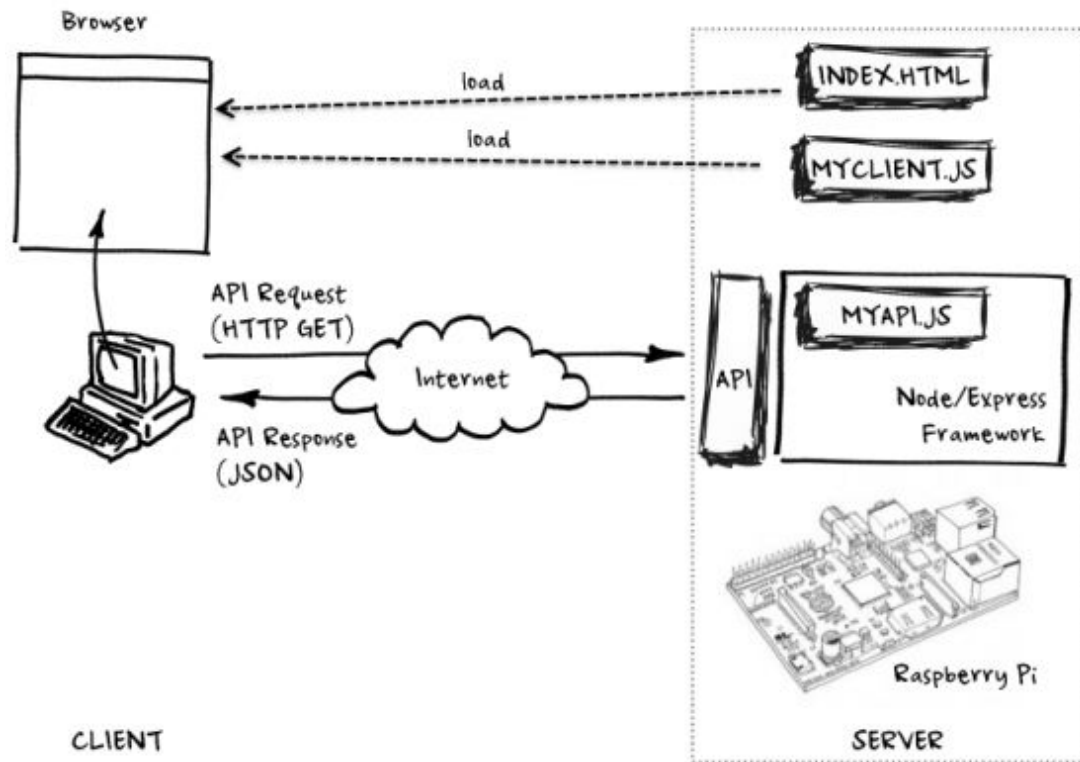 Browser
load
INDEX.HTML
load
MYCLIENT.JS
API Request
(HTTP GET)
Internet
API Response
(JSON)
API
MYAPI.JS
Node/Express
Framework
Raspberry Pi
CLIENT
SERVER